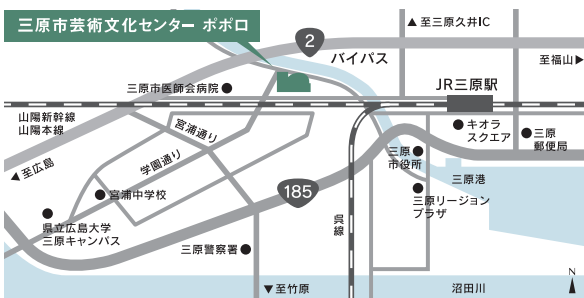 三原市芸術文化センター ポポロ
2
バイパス
▲至三原久井IC
至福山▶
三原市医師会病院
JR三原駅
山陽新幹線
山陽本線
宮浦通り
キオラ
スクエア
三原
郵便局
学園通り
三原
市役所
◀至広島
三原港
宮浦中学校
185
三原リージョン
プラザ
県立広島大学
三原キャンパス
呉線
三原警察署
▼至竹原
沼田川
N